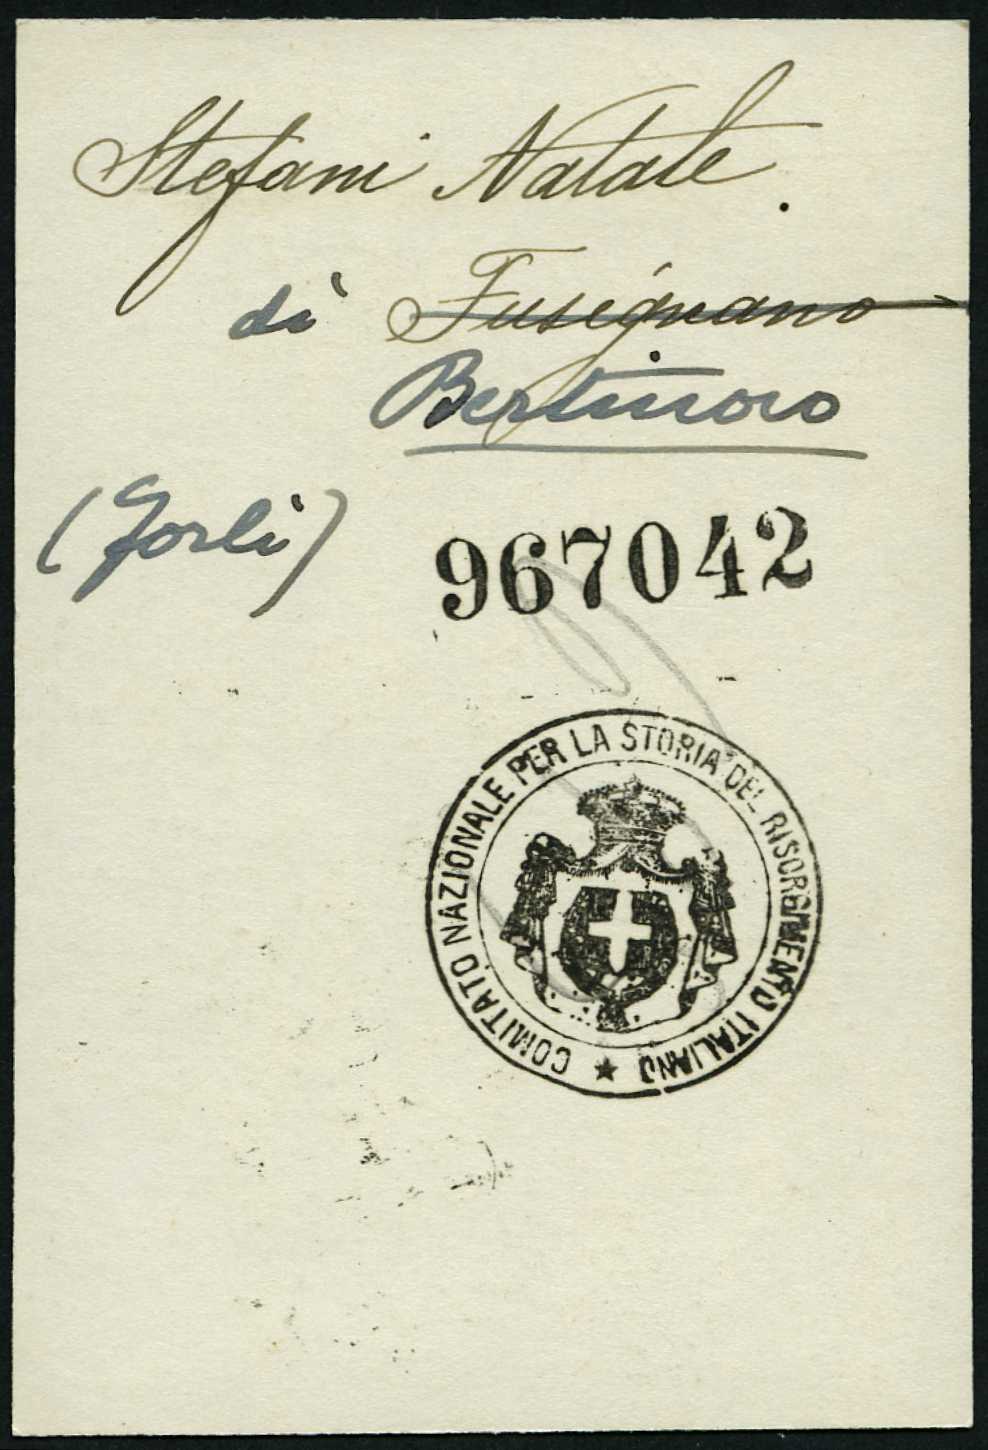 Stefani Natale.
di Fusignano
Bertinoro
(Forlì)
967042
COMITATO NAZIONALE PER LA STORIA DEL RISORGIMENTO ITALIANO ★